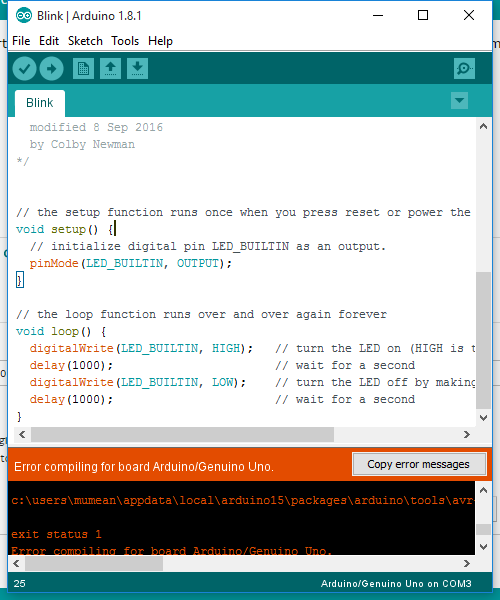 Blink | Arduino 1.8.1
File Edit Sketch Tools Help
Blink
modified 8 Sep 2016
by Colby Newman
*/
// the setup function runs once when you press reset or power the
void setup() {
// initialize digital pin LED_BUILTIN as an output.
pinMode(LED_BUILTIN, OUTPUT);
}
// the loop function runs over and over again forever
void loop() {
digitalWrite(LED_BUILTIN, HIGH);   // turn the LED on (HIGH is t
delay(1000);                       // wait for a second
digitalWrite(LED_BUILTIN, LOW);    // turn the LED off by making
delay(1000);                       // wait for a second
}
Error compiling for board Arduino/Genuino Uno.
Copy error messages
c:\users\mumean\appdata\local\arduino15\packages\arduino\tools\avr
exit status 1
Error compiling for board Arduino/Genuino Uno.
25
Arduino/Genuino Uno on COM3